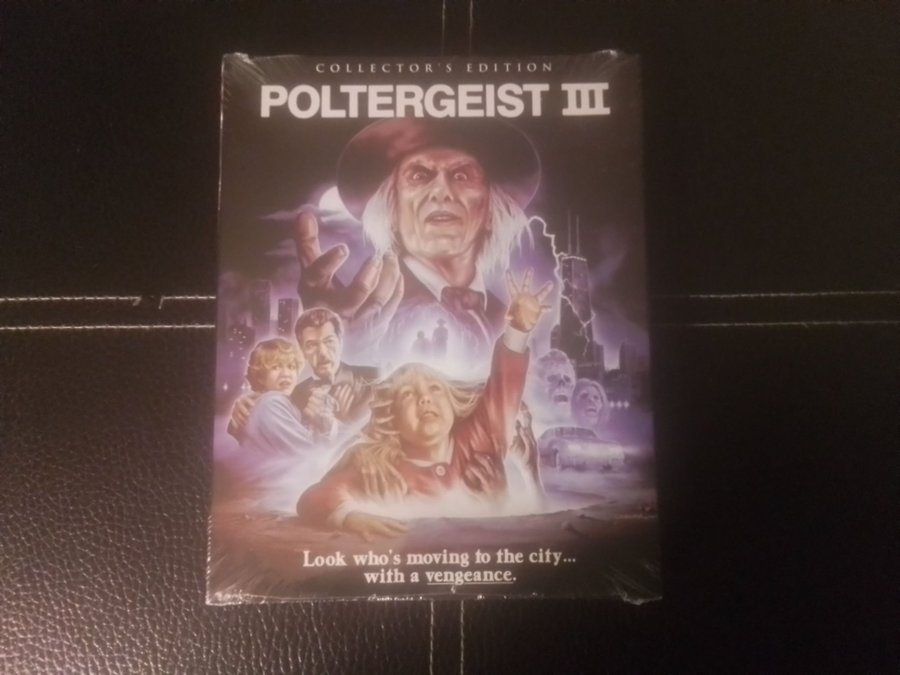 COLLECTOR'S EDITION
POLTERGEIST III
Look who's moving to the city...
with a vengeance.